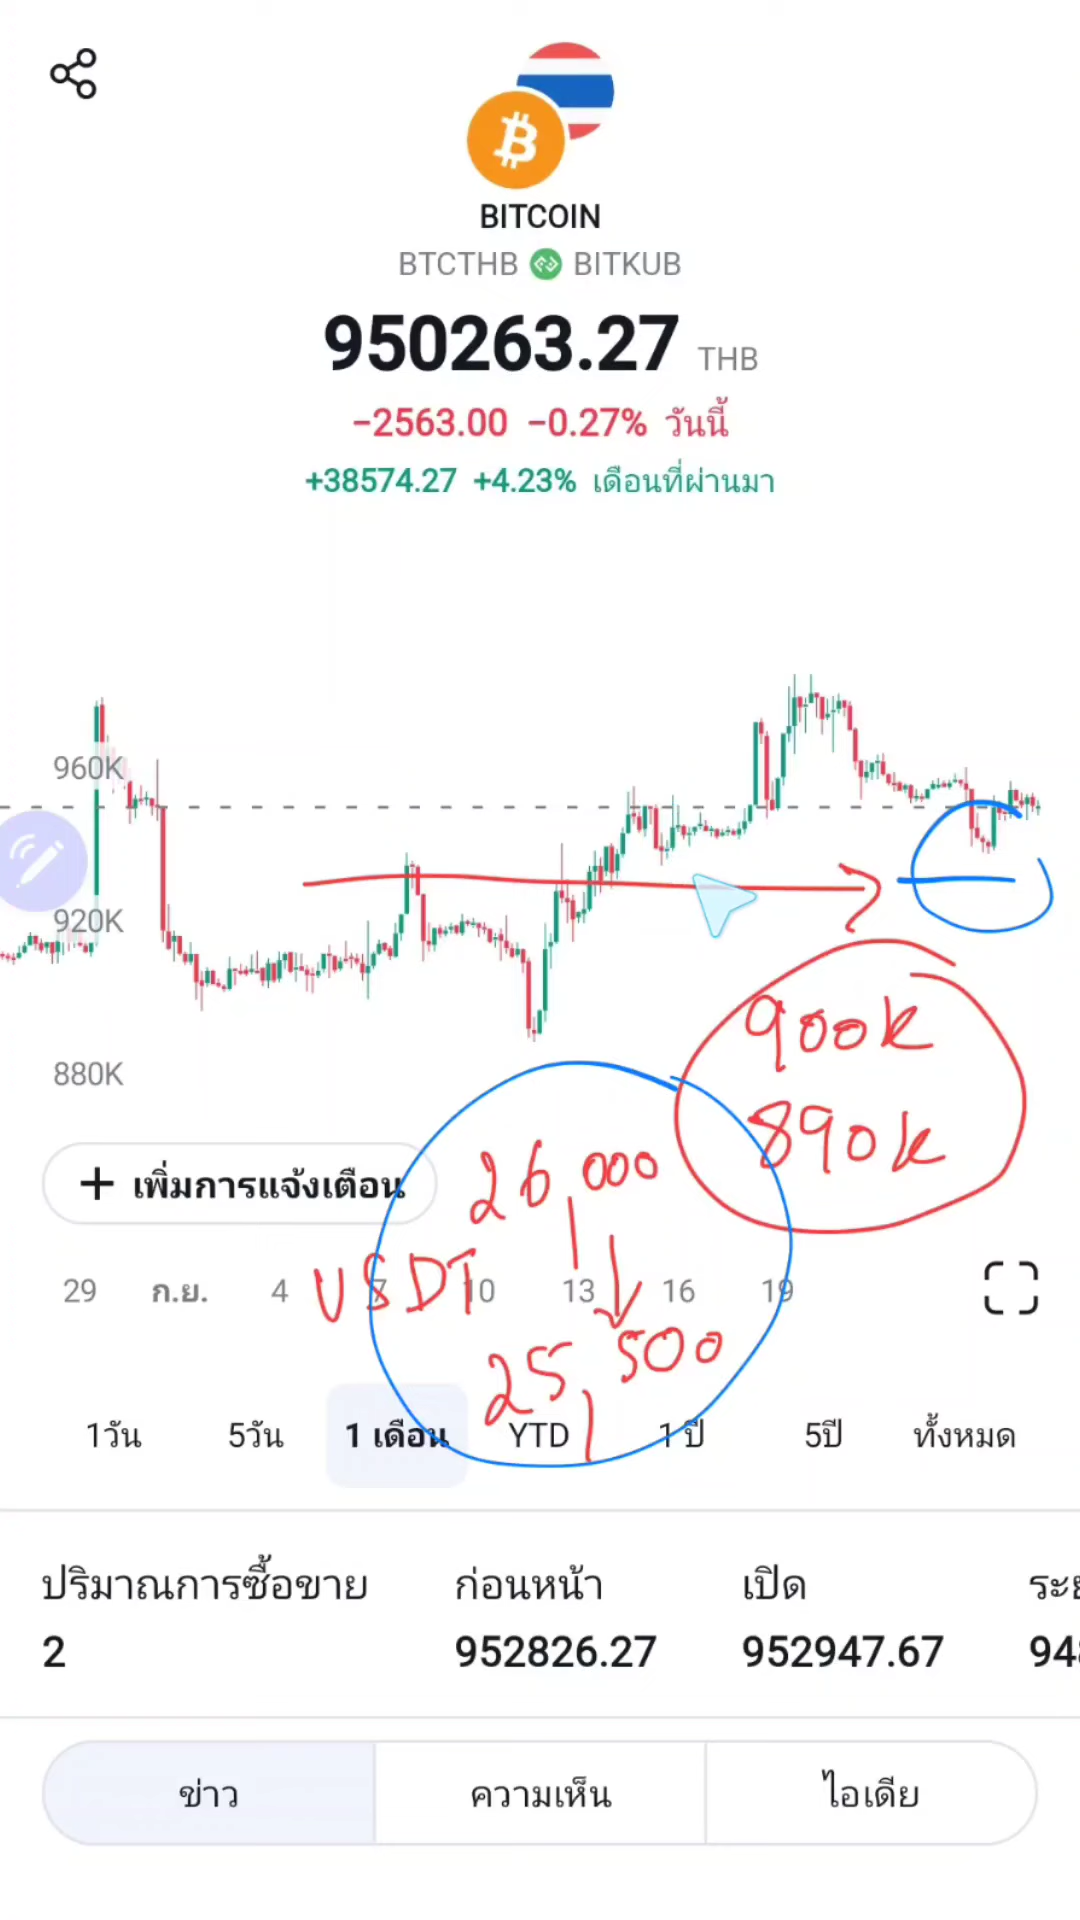 BITCOIN
BTCTHB BITKUB
950263.27 THB
−2563.00 −0.27% วันนี้
+38574.27 +4.23% เดือนที่ผ่านมา
960K
920K
900k
880K
890k
+ เพิ่มการแจ้งเตือน
26,000
USDT
29 ก.ย. 4 7 10 13 16 19
25,500
1วัน 5วัน 1 เดือน YTD 1 ปี 5ปี ทั้งหมด
ปริมาณการซื้อขาย ก่อนหน้า เปิด
2 952826.27 952947.67
ข่าว ความเห็น ไอเดีย